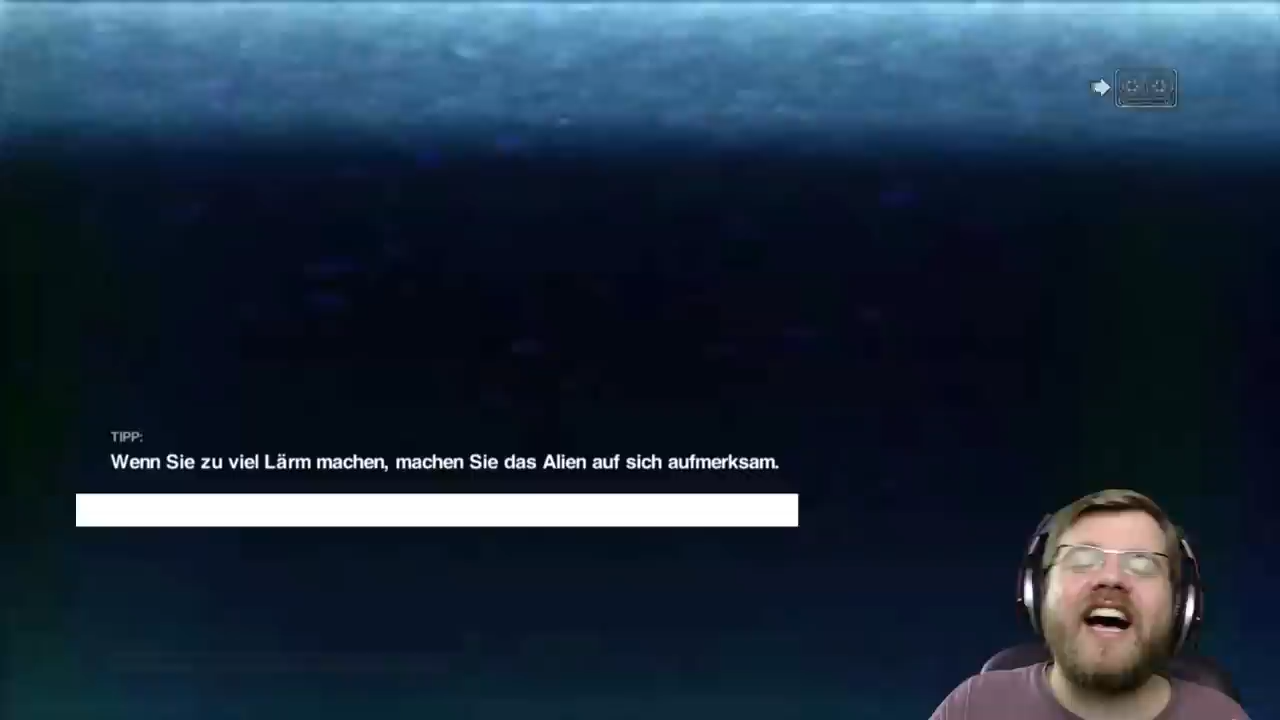 TIPP:
Wenn Sie zu viel Lärm machen, machen Sie das Alien auf sich aufmerksam.